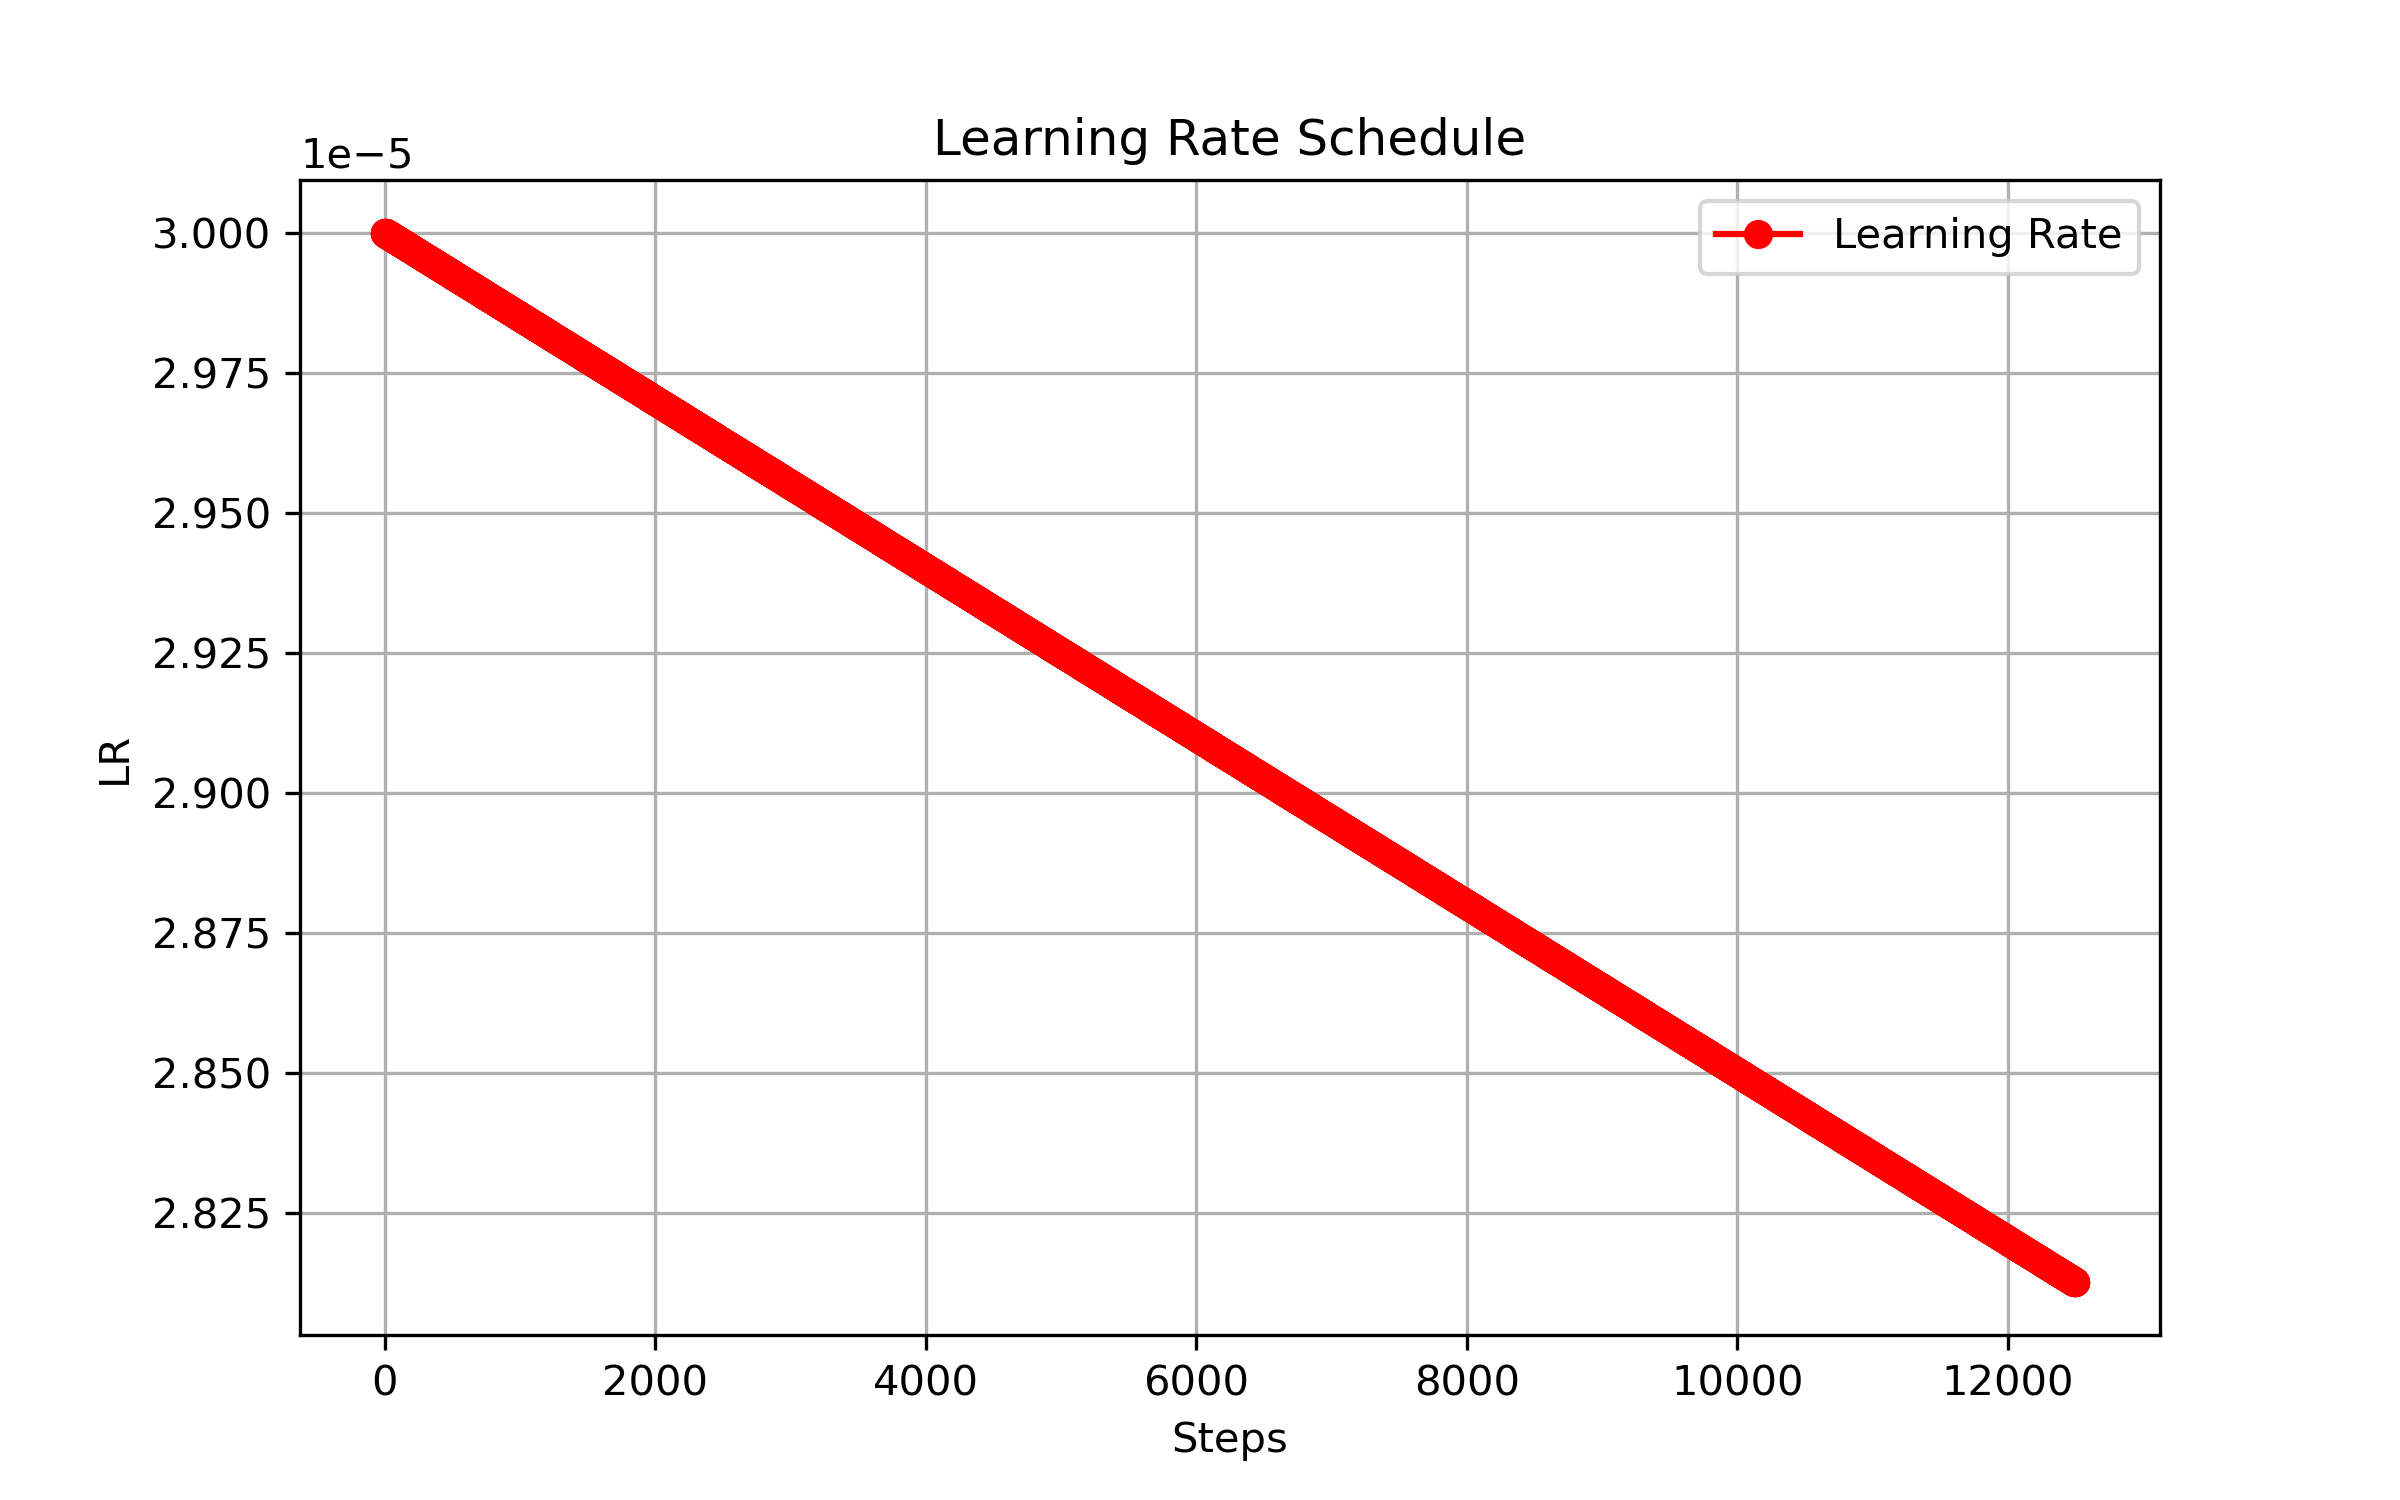 Learning Rate Schedule
1e−5
Learning Rate
3.000
2.975
2.950
2.925
2.900
2.875
2.850
2.825
LR
0 2000 4000 6000 8000 10000 12000
Steps